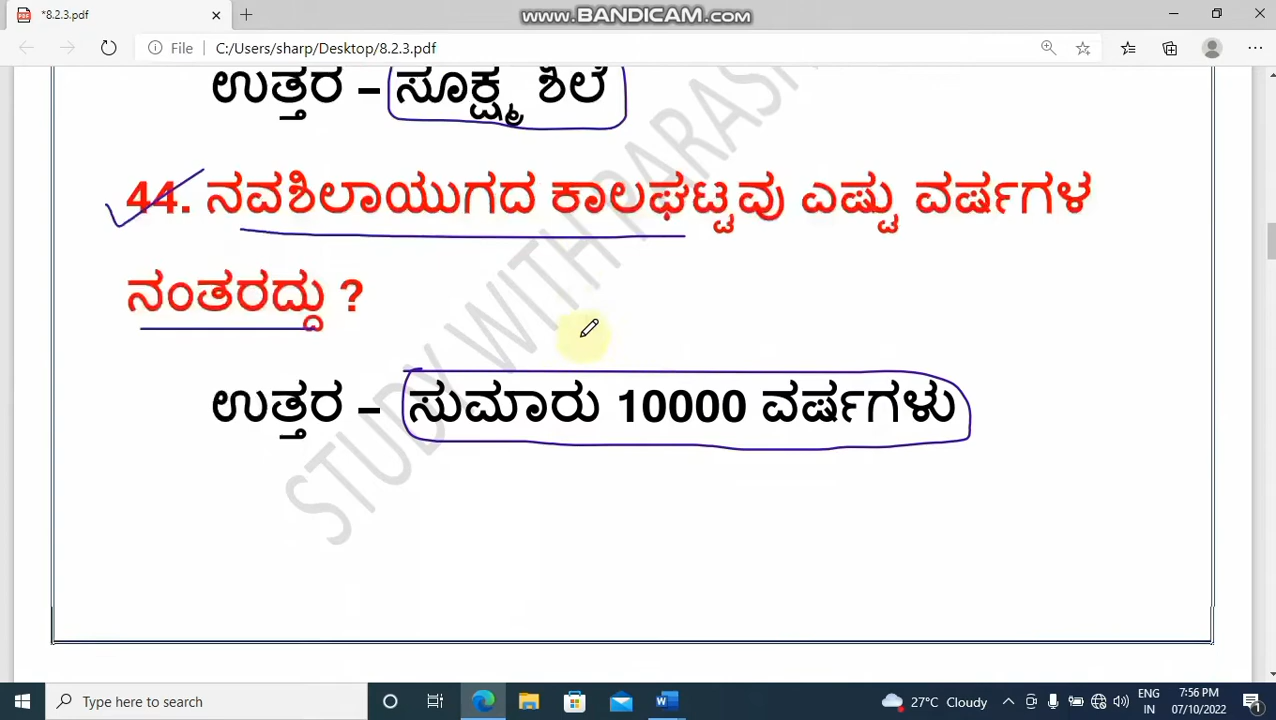 *8.2.3.pdf
www.BANDICAM.com
File C:/Users/sharp/Desktop/8.2.3.pdf
ಉತ್ತರ – ಸೂಕ್ಷ್ಮ ಶಿಲೆ
44. ನವಶಿಲಾಯುಗದ ಕಾಲಘಟ್ಟವು ಎಷ್ಟು ವರ್ಷಗಳ
ನಂತರದ್ದು ?
ಉತ್ತರ – ಸುಮಾರು 10000 ವರ್ಷಗಳು
STUDY WITH PARASH
Type here to search
27°C Cloudy
ENG
IN
7:56 PM
07/10/2022
1